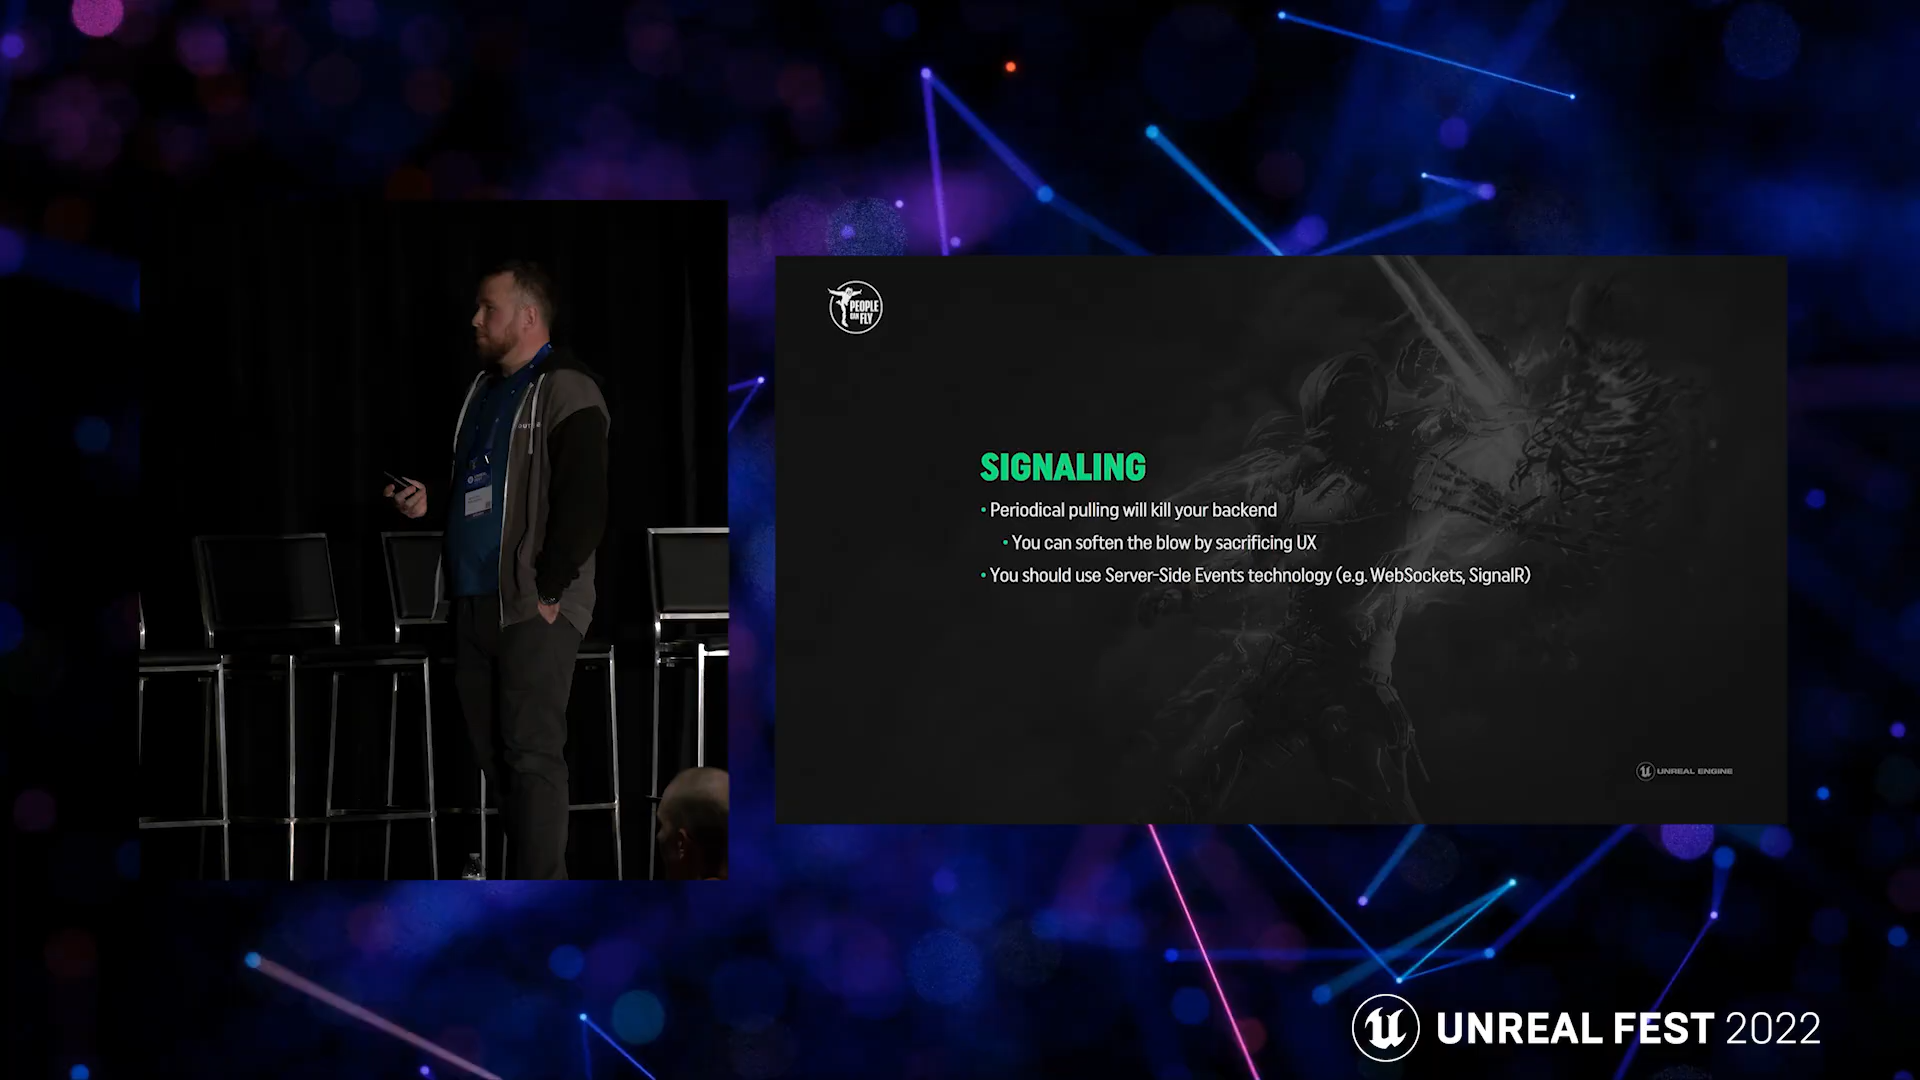 PEOPLE
CAN
FLY
SIGNALING
• Periodical pulling will kill your backend
• You can soften the blow by sacrificing UX
• You should use Server-Side Events technology (e.g. WebSockets, SignalR)
UNREAL ENGINE
UNREAL FEST 2022